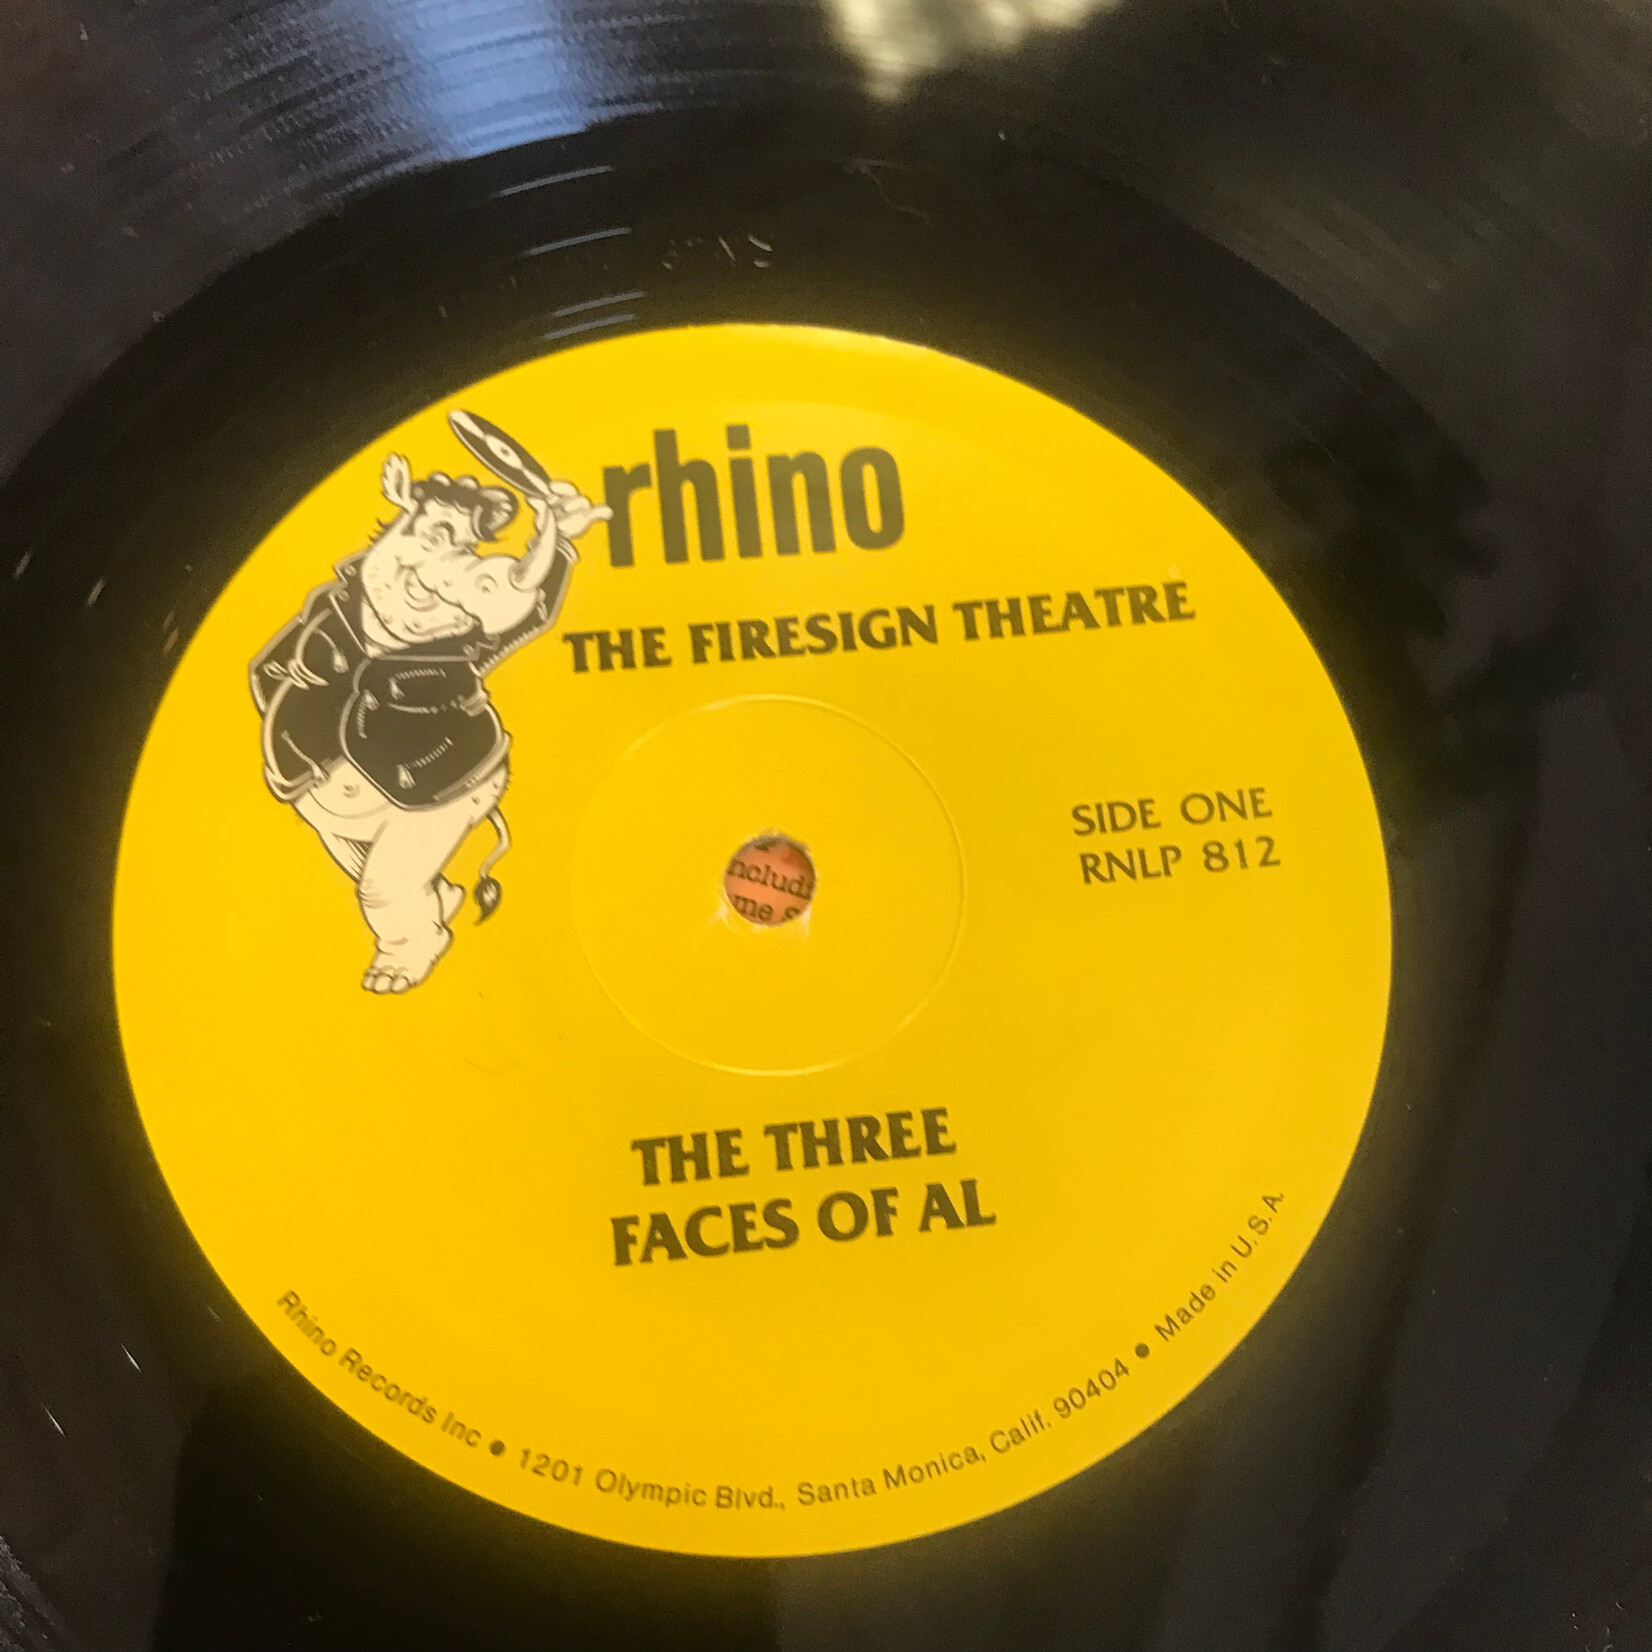 rhino
THE FIRESIGN THEATRE
SIDE ONE
RNLP 812
THE THREE
FACES OF AL
Rhino Records Inc ● 1201 Olympic Blvd., Santa Monica, Calif. 90404 ● Made in U.S.A.